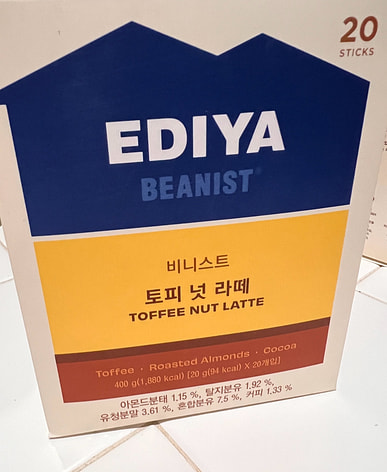 20
STICKS
EDIYA
BEANIST®
비니스트
토피 넛 라떼
TOFFEE NUT LATTE
Toffee · Roasted Almonds · Cocoa
400 g(1,880 kcal) [20 g(94 kcal) X 20개입]
아몬드분태 1.15 %, 탈지분유 1.92 %,
유청분말 3.61 %, 혼합분유 7.5 %, 커피 1.33 %